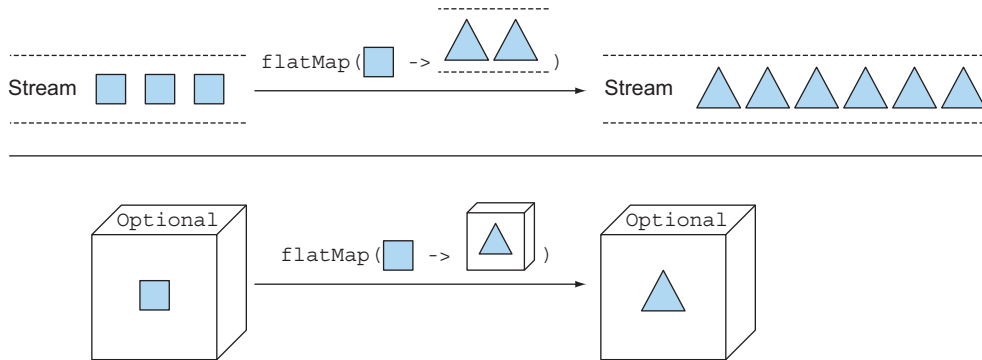 flatMap( -> )
Stream
Stream
Optional
Optional
flatMap( -> )